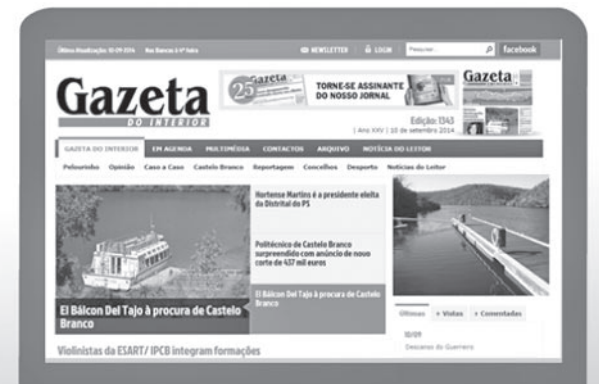 Última Atualização: 10-09-2014 Nas Bancas à 4ª feira
NEWSLETTER LOGIN Pesquisar... facebook
Gazeta
DO INTERIOR
25 Gazeta
TORNE-SE ASSINANTE
DO NOSSO JORNAL
Gazeta
Edição: 1343
| Ano XXV | 10 de setembro 2014
GAZETA DO INTERIOR EM AGENDA MULTIMÉDIA CONTACTOS ARQUIVO NOTÍCIA DO LEITOR
Pelourinho Opinião Caso a Caso Castelo Branco Reportagem Concelhos Desporto Notícias do Leitor
Hortense Martins é a presidente eleita
da Distrital do PS
Politécnico de Castelo Branco
surpreendido com anúncio de novo
corte de 437 mil euros
El Bálcon Del Tajo à procura de Castelo
Branco
El Bálcon Del Tajo à procura de Castelo
Branco
Últimas + Vistas + Comentadas
10/09
Descanso do Guerreiro
Violinistas da ESART/ IPCB integram formações